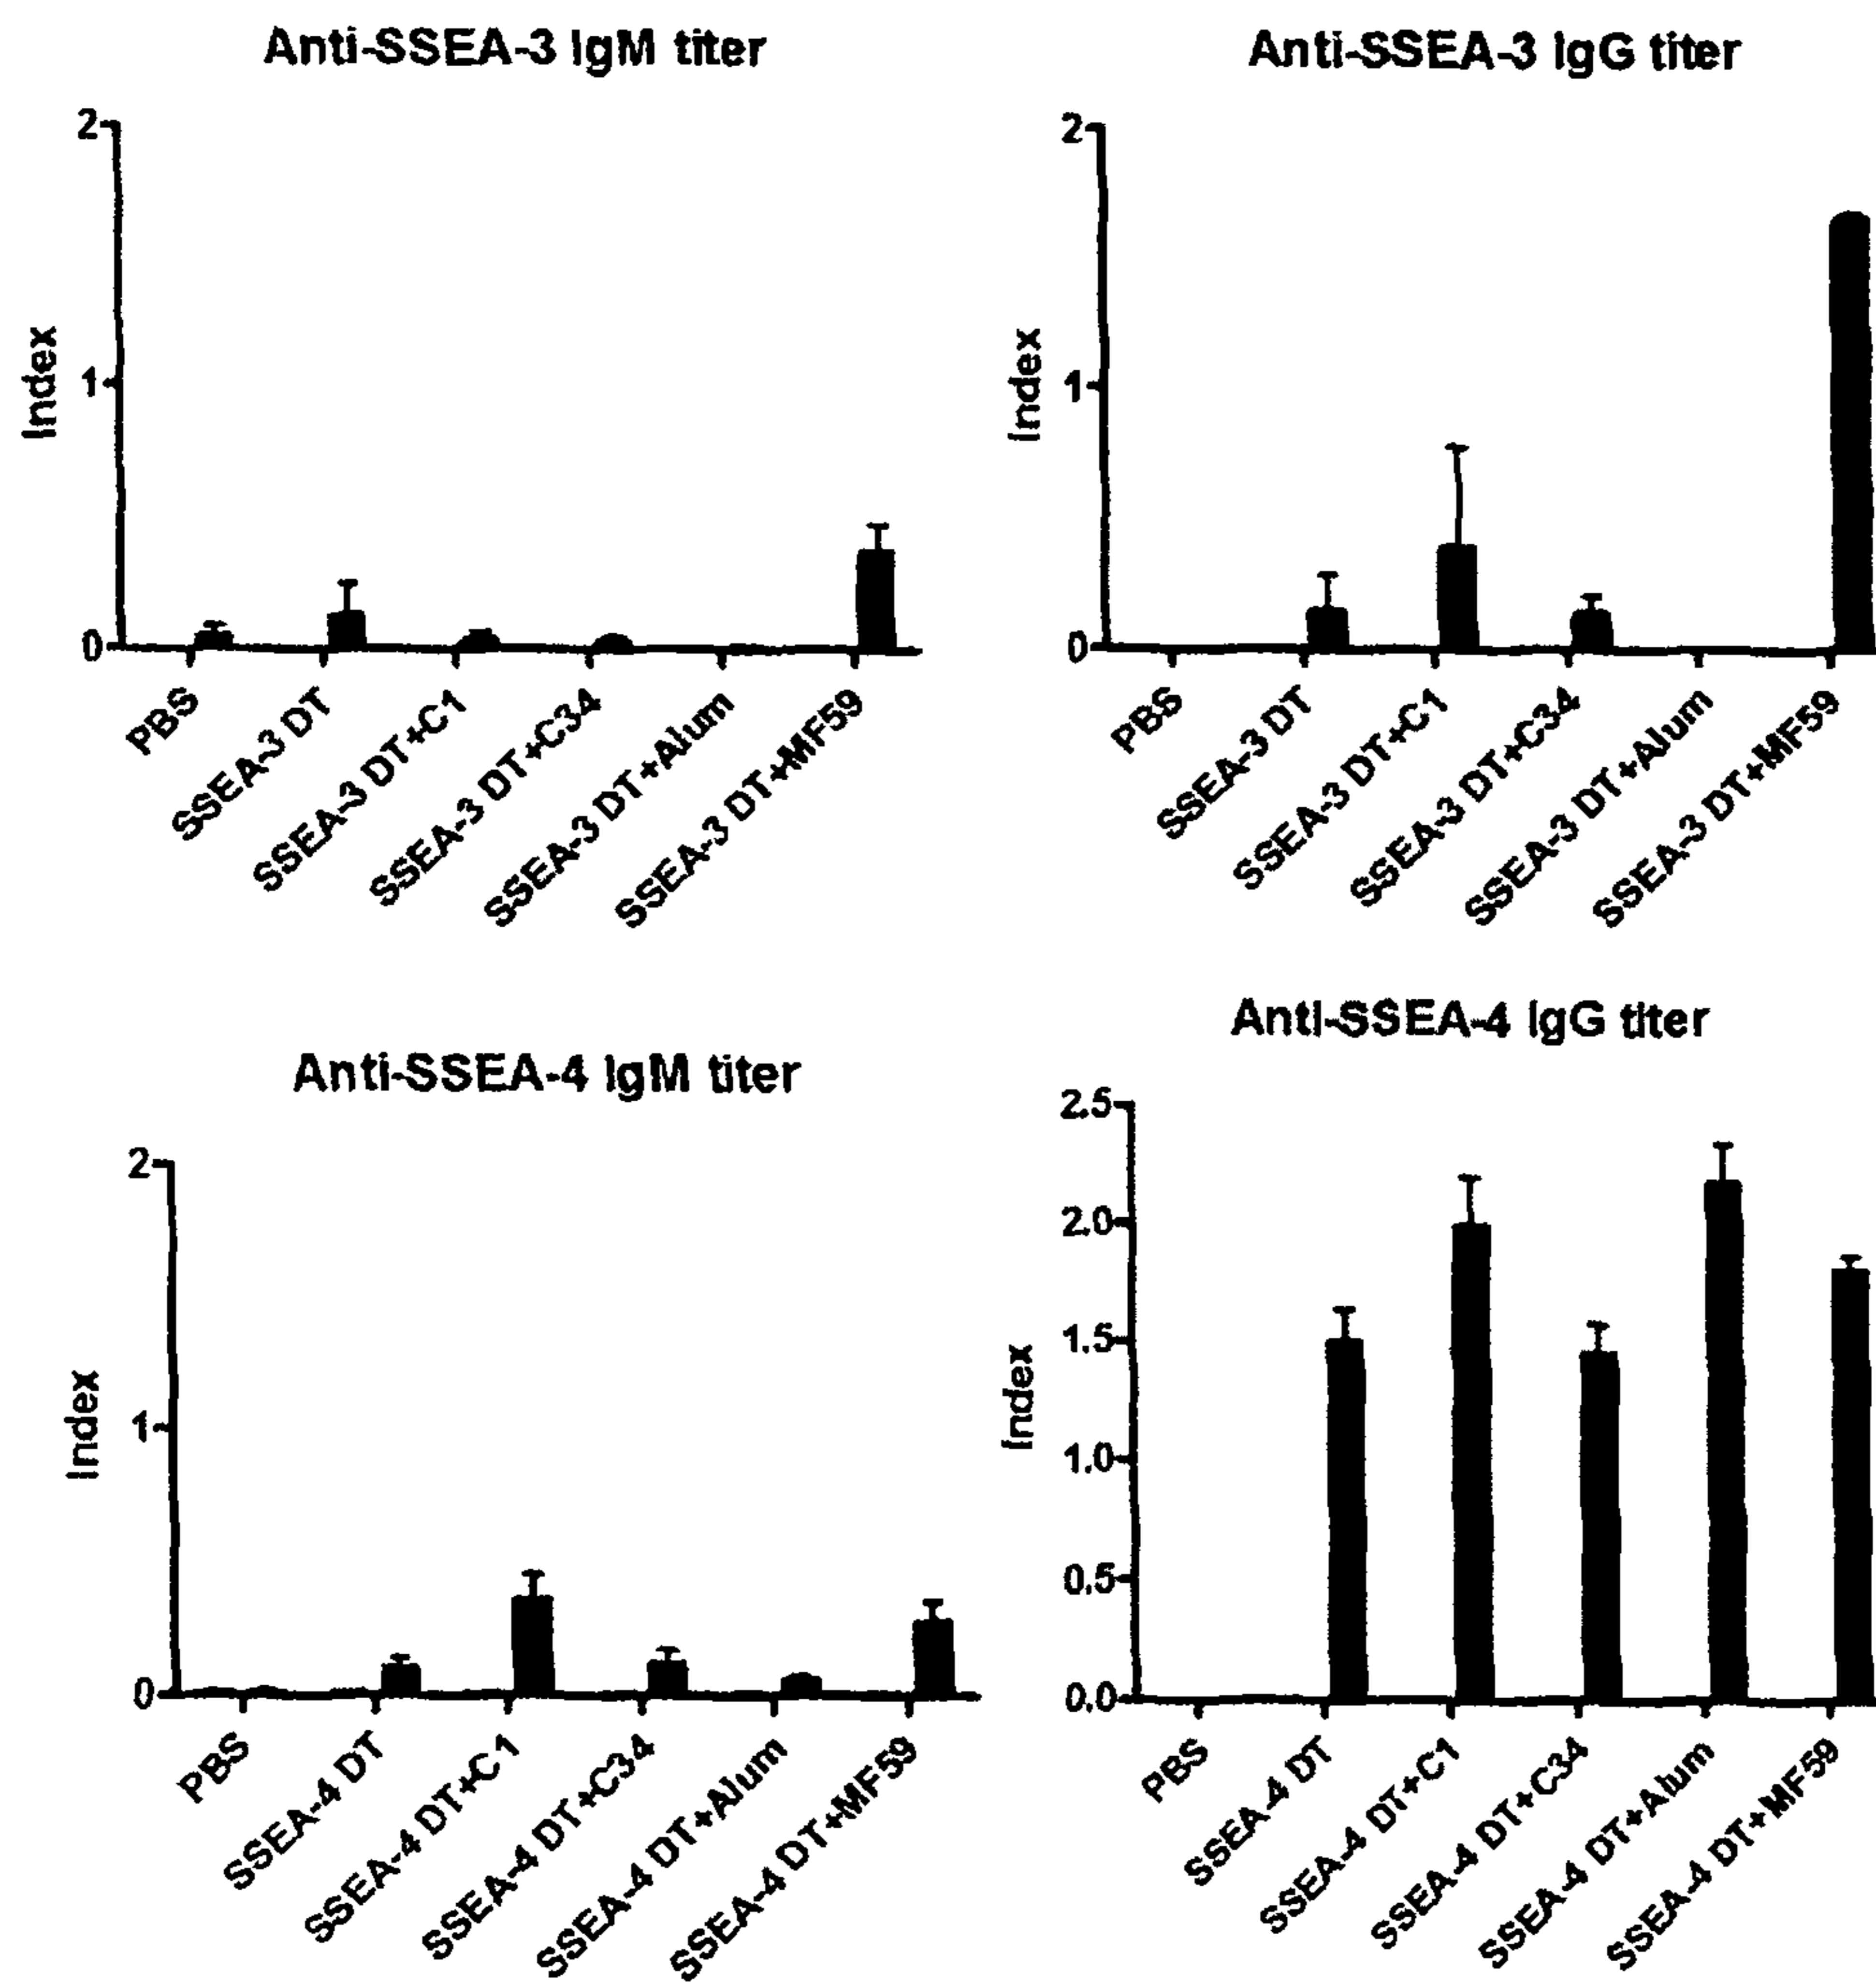 Anti-SSEA-3 IgM titer
2
1
0
Index
PBS
SSEA-3 DT
SSEA-3 DT+C1
SSEA-3 DT+C34
SSEA-3 DT+Alum
SSEA-3 DT+MF59
Anti-SSEA-3 IgG titer
2
1
0
Index
PBS
SSEA-3 DT
SSEA-3 DT+C1
SSEA-3 DT+C34
SSEA-3 DT+Alum
SSEA-3 DT+MF59
Anti-SSEA-4 IgM titer
2
1
0
Index
PBS
SSEA-4 DT
SSEA-4 DT+C1
SSEA-4 DT+C34
SSEA-4 DT+Alum
SSEA-4 DT+MF59
Anti-SSEA-4 IgG titer
2.5
2.0
1.5
1.0
0.5
0.0
Index
PBS
SSEA-4 DT
SSEA-4 DT+C1
SSEA-4 DT+C34
SSEA-4 DT+Alum
SSEA-4 DT+MF59